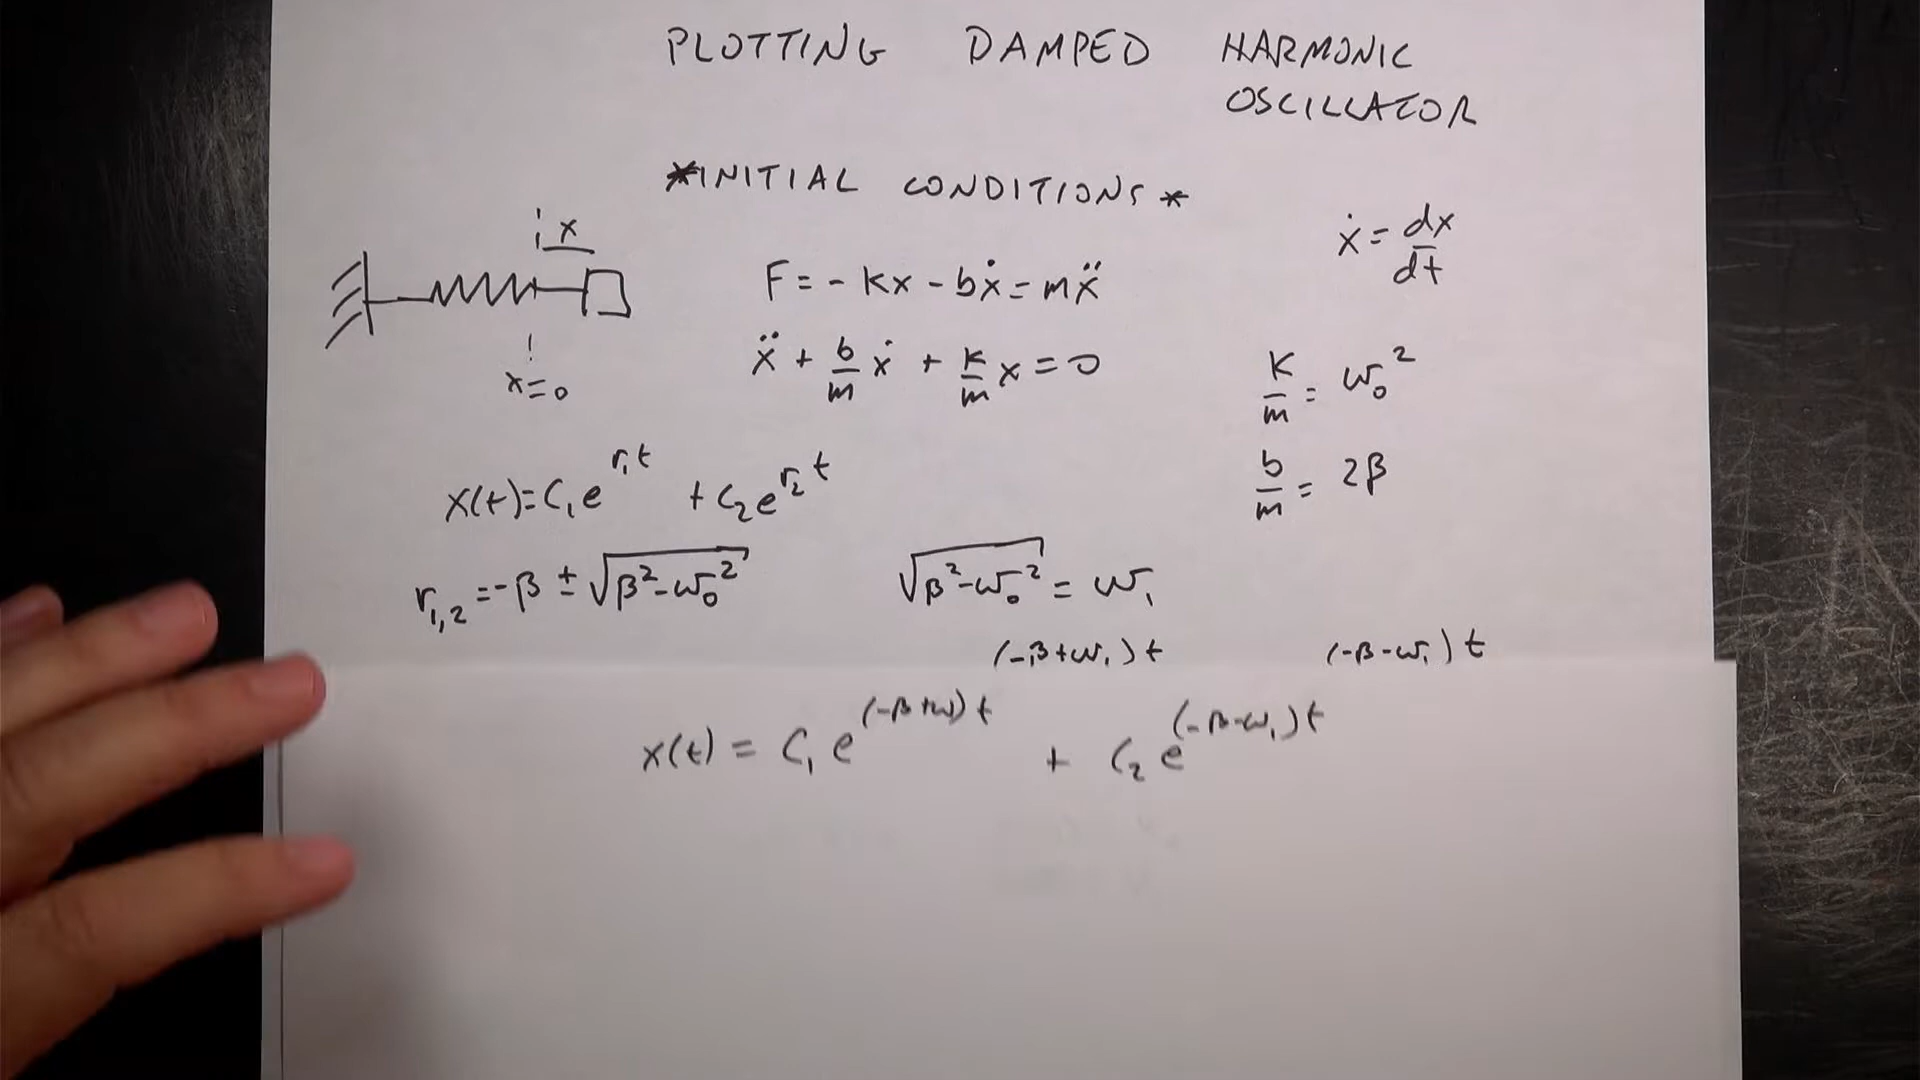 PLOTTING DAMPED HARMONIC
OSCILLATOR
*INITIAL CONDITIONS*
x
x=0
F = -kx - bẋ = mẍ
ẋ = dx/dt
ẍ + b/m ẋ + k/m x = 0
k/m = ω₀²
b/m = 2β
x(t) = C₁e^(r₁t) + C₂e^(r₂t)
r₁,₂ = -β ± √(β²-ω₀²)
√(β²-ω₀²) = ω₁
(-β+ω₁)t (-β-ω₁)t
x(t) = C₁e^((-β+ω)t) + C₂e^((-β-ω₁)t)